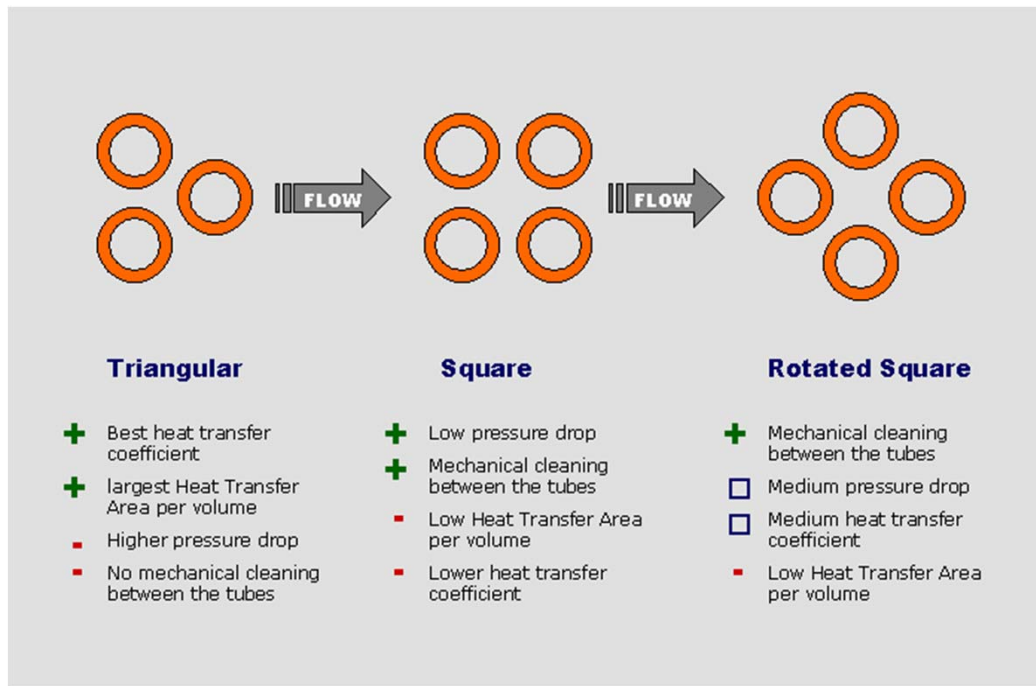 FLOW
FLOW
Triangular
+ Best heat transfer
coefficient
+ largest Heat Transfer
Area per volume
- Higher pressure drop
- No mechanical cleaning
between the tubes
Square
+ Low pressure drop
+ Mechanical cleaning
between the tubes
- Low Heat Transfer Area
per volume
- Lower heat transfer
coefficient
Rotated Square
+ Mechanical cleaning
between the tubes
□ Medium pressure drop
□ Medium heat transfer
coefficient
- Low Heat Transfer Area
per volume